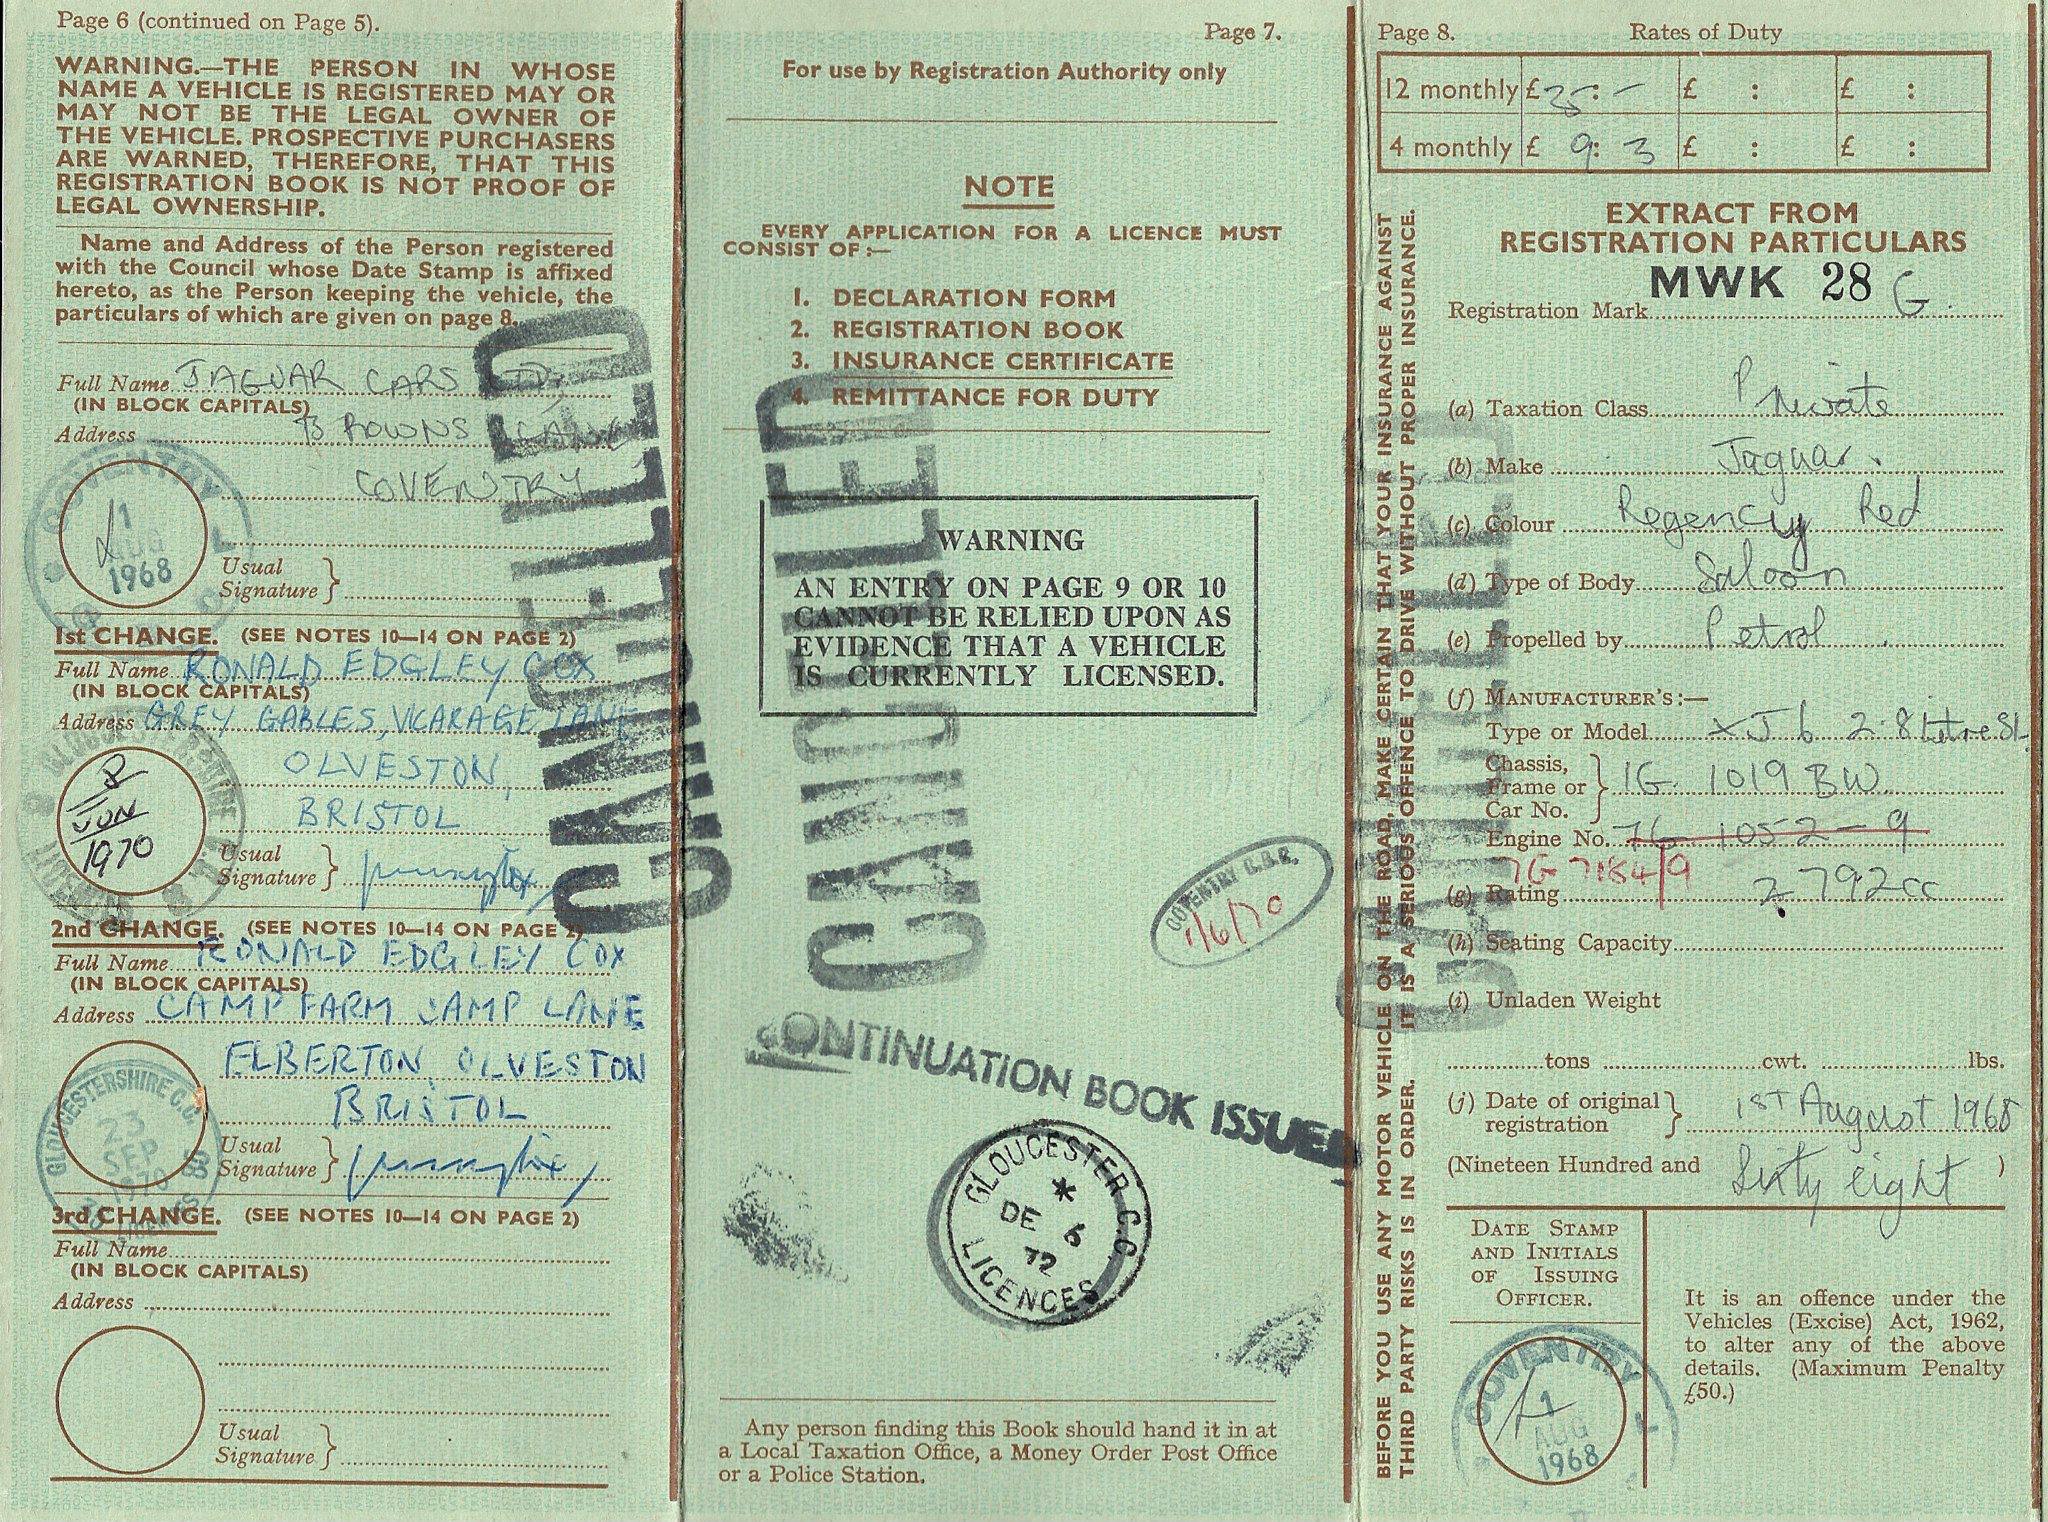 Page 6 (continued on Page 5).
WARNING.—THE PERSON IN WHOSE
NAME A VEHICLE IS REGISTERED MAY OR
MAY NOT BE THE LEGAL OWNER OF
THE VEHICLE. PROSPECTIVE PURCHASERS
ARE WARNED, THEREFORE, THAT THIS
REGISTRATION BOOK IS NOT PROOF OF
LEGAL OWNERSHIP.
Name and Address of the Person registered
with the Council whose Date Stamp is affixed
hereto, as the Person keeping the vehicle, the
particulars of which are given on page 8.
Full Name JAGUAR CARS LTD,
(IN BLOCK CAPITALS)
Address BROWNS LANE
COVENTRY
COVENTRY
1
AUG
1968
Usual
Signature }
1st CHANGE. (SEE NOTES 10—14 ON PAGE 2)
Full Name RONALD EDGLEY COX
(IN BLOCK CAPITALS)
Address GREY GABLES, VICARAGE LANE
OLVESTON,
BRISTOL
JUN
1970
Usual
Signature }
2nd CHANGE. (SEE NOTES 10—14 ON PAGE 2)
Full Name RONALD EDGLEY COX
(IN BLOCK CAPITALS)
Address CAMP FARM CAMP LANE
ELBERTON, OLVESTON
BRISTOL
GLOUCESTERSHIRE C.C.
23
SEP
1970
Usual
Signature }
3rd CHANGE. (SEE NOTES 10—14 ON PAGE 2)
Full Name
(IN BLOCK CAPITALS)
Address
Usual
Signature }
CANCELLED
Page 7.
For use by Registration Authority only
NOTE
EVERY APPLICATION FOR A LICENCE MUST
CONSIST OF :—
1. DECLARATION FORM
2. REGISTRATION BOOK
3. INSURANCE CERTIFICATE
4. REMITTANCE FOR DUTY
WARNING
AN ENTRY ON PAGE 9 OR 10
CANNOT BE RELIED UPON AS
EVIDENCE THAT A VEHICLE
IS CURRENTLY LICENSED.
CANCELLED
COVENTRY C.B.C.
1/6/70
CONTINUATION BOOK ISSUED
GLOUCESTER C.C.
*
DE 5
72
LICENCES
Any person finding this Book should hand it in at
a Local Taxation Office, a Money Order Post Office
or a Police Station.
BEFORE YOU USE ANY MOTOR VEHICLE ON THE ROAD, MAKE CERTAIN THAT YOUR INSURANCE AGAINST
THIRD PARTY RISKS IS IN ORDER. IT IS A SERIOUS OFFENCE TO DRIVE WITHOUT PROPER INSURANCE.
CANCELLED
Page 8. Rates of Duty
12 monthly £ 25 : - £ : £ :
4 monthly £ 9 : 3 £ : £ :
EXTRACT FROM
REGISTRATION PARTICULARS
Registration Mark MWK 28 G
(a) Taxation Class Private
(b) Make Jaguar.
(c) Colour Regency Red
(d) Type of Body Saloon
(e) Propelled by Petrol
(f) MANUFACTURER'S :—
Type or Model XJ6 2.8 Litre St.
Chassis,
Frame or } 1G. 1019 BW
Car No.
Engine No. 7G 1052-9
7G 7184/9
(g) Rating 2792cc
(h) Seating Capacity
(i) Unladen Weight
tons cwt. lbs.
(j) Date of original } 1ST August 1968
registration
(Nineteen Hundred and Sixty eight )
DATE STAMP
AND INITIALS
OF ISSUING
OFFICER.
COVENTRY
1
AUG
1968
It is an offence under the
Vehicles (Excise) Act, 1962,
to alter any of the above
details. (Maximum Penalty
£50.)